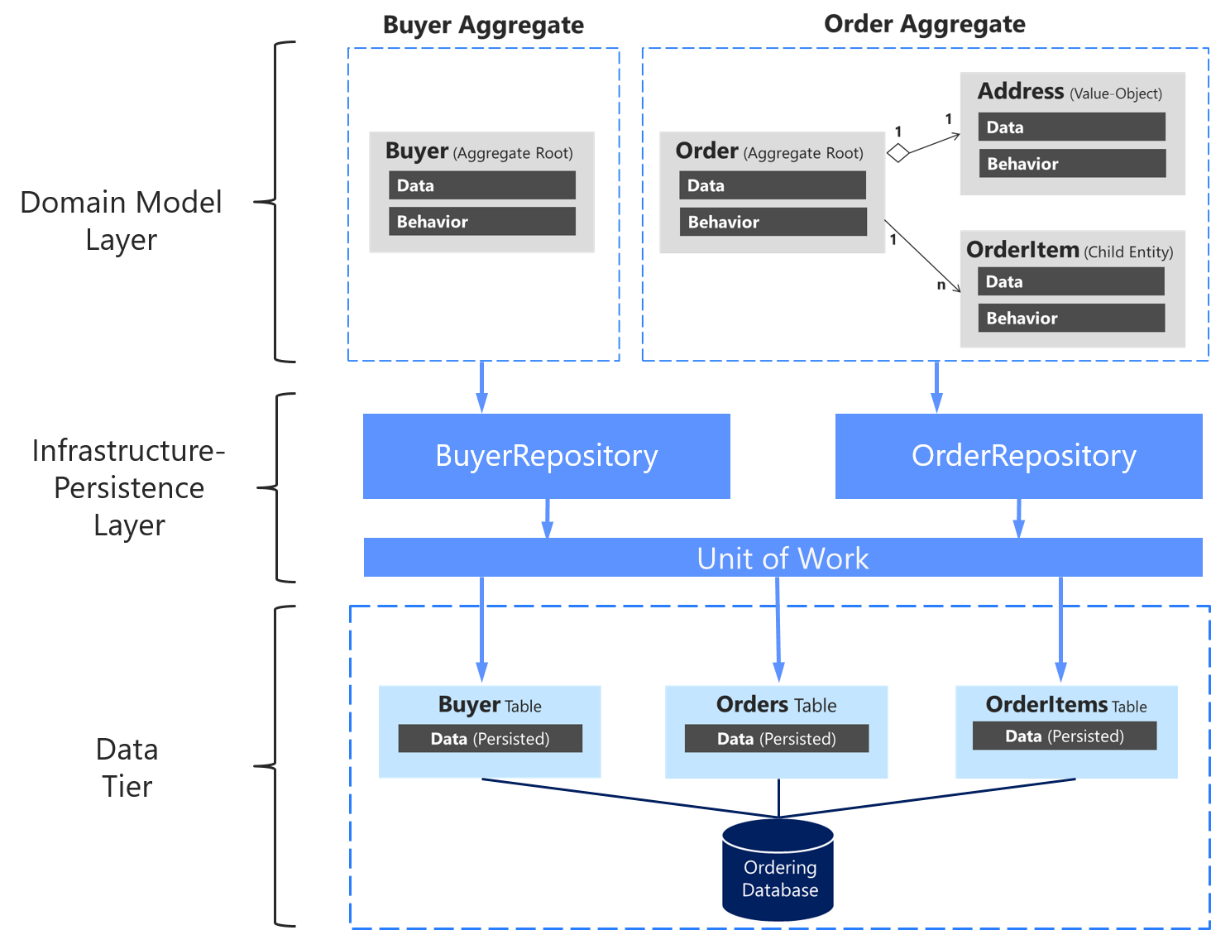 Buyer Aggregate
Order Aggregate
Domain Model
Layer
Buyer (Aggregate Root)
Data
Behavior
Order (Aggregate Root)
Data
Behavior
1
1
Address (Value-Object)
Data
Behavior
1
n
OrderItem (Child Entity)
Data
Behavior
Infrastructure-
Persistence
Layer
BuyerRepository
OrderRepository
Unit of Work
Data
Tier
Buyer Table
Data (Persisted)
Orders Table
Data (Persisted)
OrderItems Table
Data (Persisted)
Ordering
Database